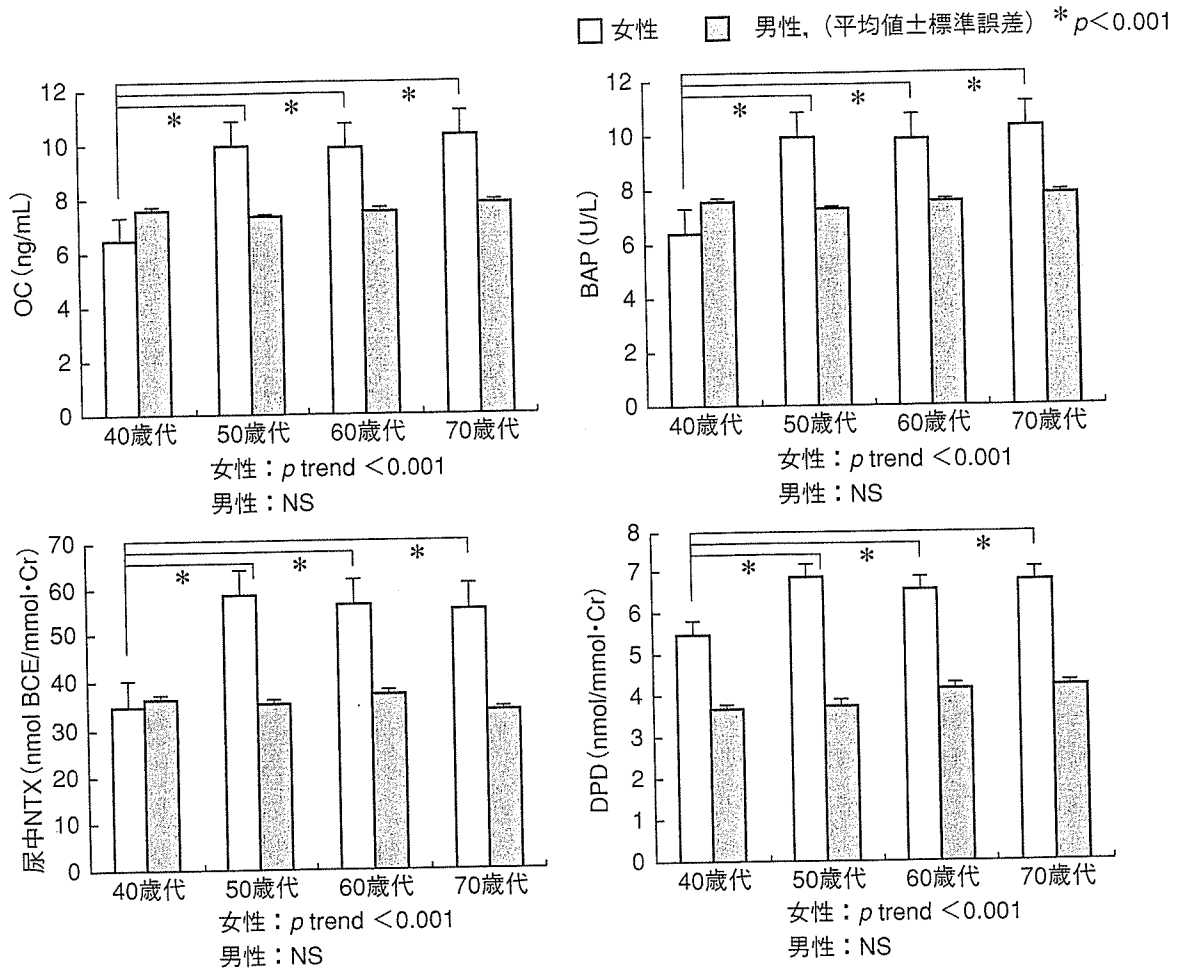 女性 男性，（平均値±標準誤差） *p<0.001
OC（ng/mL）
12
10
8
6
4
2
0
* * *
40歳代 50歳代 60歳代 70歳代
女性：p trend <0.001
男性：NS
BAP（U/L）
12
10
8
6
4
2
0
* * *
40歳代 50歳代 60歳代 70歳代
女性：p trend <0.001
男性：NS
尿中NTX（nmol BCE/mmol・Cr）
70
60
50
40
30
20
10
0
* * *
40歳代 50歳代 60歳代 70歳代
女性：p trend <0.001
男性：NS
DPD（nmol/mmol・Cr）
8
7
6
5
4
3
2
1
0
* * *
40歳代 50歳代 60歳代 70歳代
女性：p trend <0.001
男性：NS